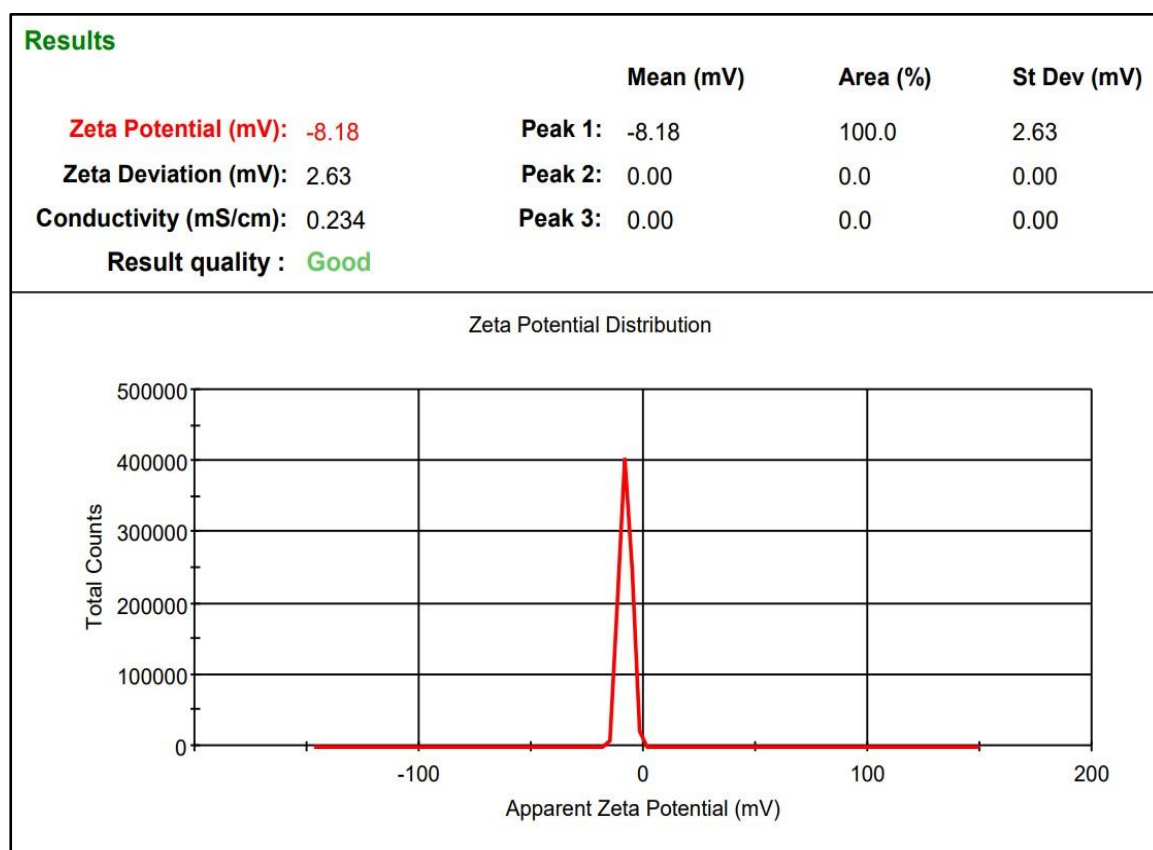 Results
Mean (mV) Area (%) St Dev (mV)
Zeta Potential (mV): -8.18 Peak 1: -8.18 100.0 2.63
Zeta Deviation (mV): 2.63 Peak 2: 0.00 0.0 0.00
Conductivity (mS/cm): 0.234 Peak 3: 0.00 0.0 0.00
Result quality : Good
Zeta Potential Distribution
500000
400000
300000
200000
100000
0
Total Counts
-100 0 100 200
Apparent Zeta Potential (mV)